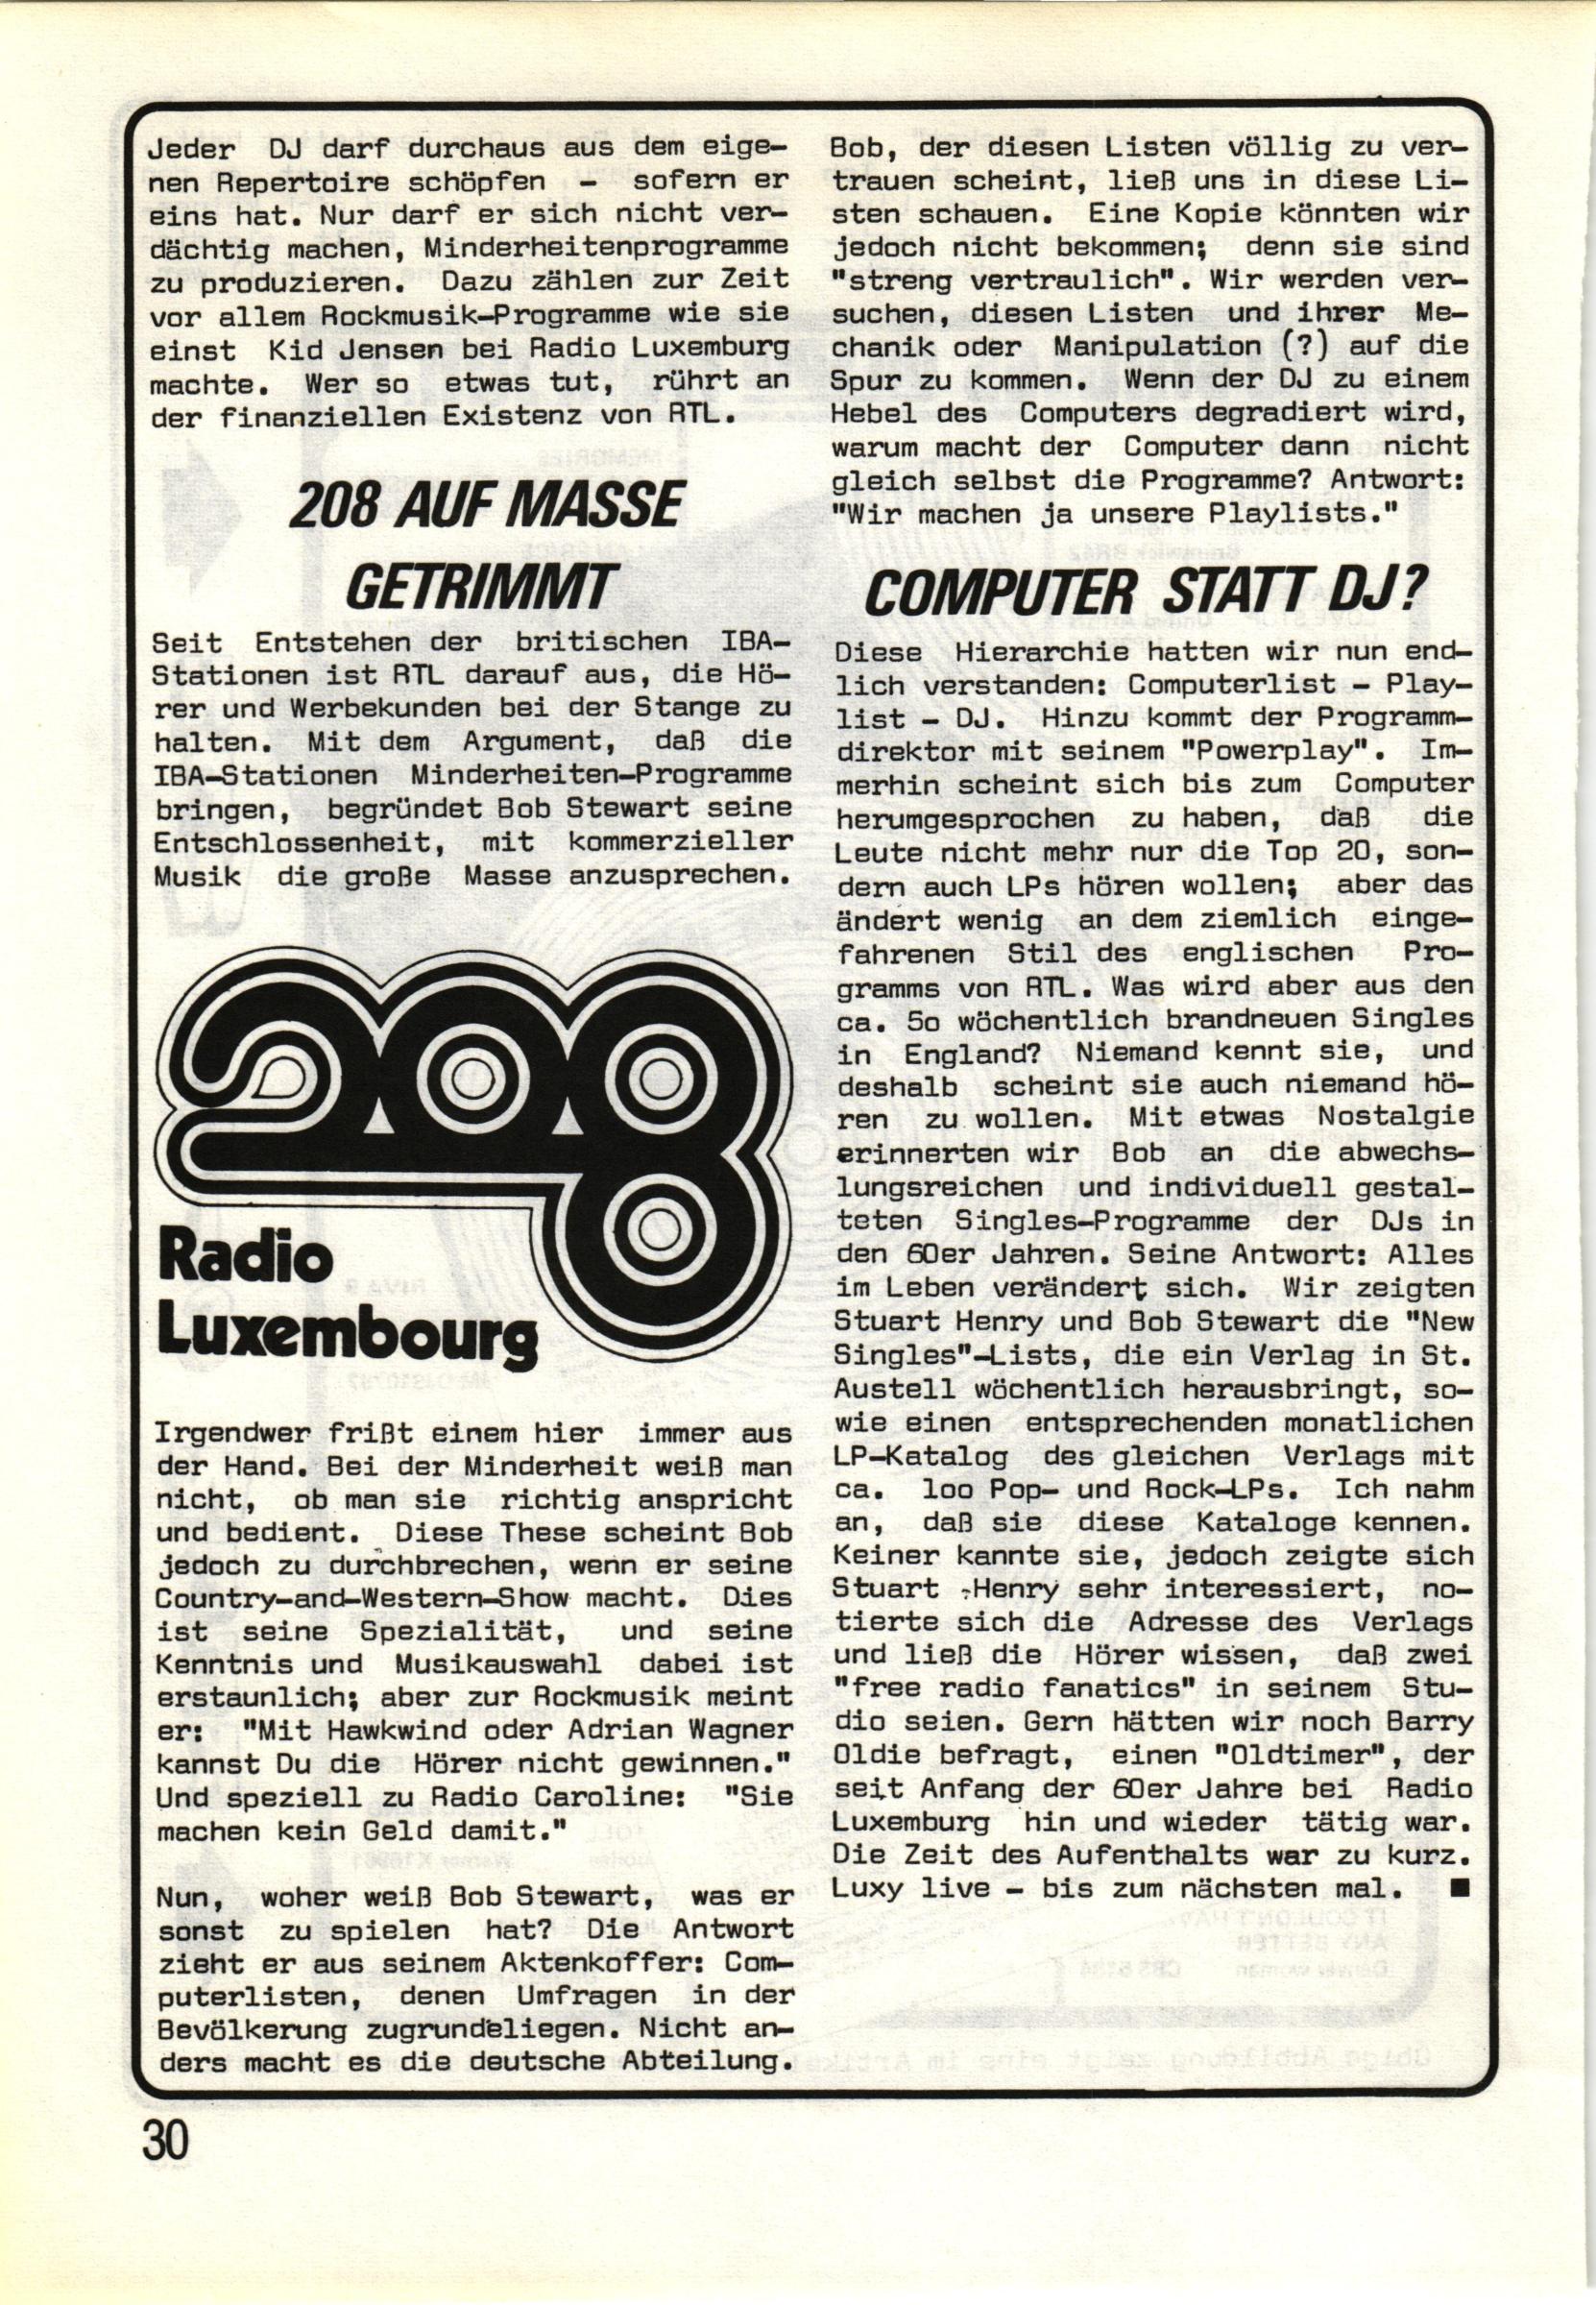 Jeder DJ darf durchaus aus dem eige-
nen Repertoire schöpfen - sofern er
eins hat. Nur darf er sich nicht ver-
dächtig machen, Minderheitenprogramme
zu produzieren. Dazu zählen zur Zeit
vor allem Rockmusik-Programme wie sie
einst Kid Jensen bei Radio Luxemburg
machte. Wer so etwas tut, rührt an
der finanziellen Existenz von RTL.
208 AUF MASSE
GETRIMMT
Seit Entstehen der britischen IBA-
Stationen ist RTL darauf aus, die Hö-
rer und Werbekunden bei der Stange zu
halten. Mit dem Argument, daß die
IBA-Stationen Minderheiten-Programme
bringen, begründet Bob Stewart seine
Entschlossenheit, mit kommerzieller
Musik die große Masse anzusprechen.
208
Radio
Luxembourg
Irgendwer frißt einem hier immer aus
der Hand. Bei der Minderheit weiß man
nicht, ob man sie richtig anspricht
und bedient. Diese These scheint Bob
jedoch zu durchbrechen, wenn er seine
Country-and-Western-Show macht. Dies
ist seine Spezialität, und seine
Kenntnis und Musikauswahl dabei ist
erstaunlich; aber zur Rockmusik meint
er: "Mit Hawkwind oder Adrian Wagner
kannst Du die Hörer nicht gewinnen."
Und speziell zu Radio Caroline: "Sie
machen kein Geld damit."
Nun, woher weiß Bob Stewart, was er
sonst zu spielen hat? Die Antwort
zieht er aus seinem Aktenkoffer: Com-
puterlisten, denen Umfragen in der
Bevölkerung zugrundeliegen. Nicht an-
ders macht es die deutsche Abteilung.
Bob, der diesen Listen völlig zu ver-
trauen scheint, ließ uns in diese Li-
sten schauen. Eine Kopie könnten wir
jedoch nicht bekommen; denn sie sind
"streng vertraulich". Wir werden ver-
suchen, diesen Listen und ihrer Me-
chanik oder Manipulation (?) auf die
Spur zu kommen. Wenn der DJ zu einem
Hebel des Computers degradiert wird,
warum macht der Computer dann nicht
gleich selbst die Programme? Antwort:
"Wir machen ja unsere Playlists."
COMPUTER STATT DJ?
Diese Hierarchie hatten wir nun end-
lich verstanden: Computerlist - Play-
list - DJ. Hinzu kommt der Programm-
direktor mit seinem "Powerplay". Im-
merhin scheint sich bis zum Computer
herumgesprochen zu haben, daß die
Leute nicht mehr nur die Top 20, son-
dern auch LPs hören wollen; aber das
ändert wenig an dem ziemlich einge-
fahrenen Stil des englischen Pro-
gramms von RTL. Was wird aber aus den
ca. 5o wöchentlich brandneuen Singles
in England? Niemand kennt sie, und
deshalb scheint sie auch niemand hö-
ren zu wollen. Mit etwas Nostalgie
erinnerten wir Bob an die abwechs-
lungsreichen und individuell gestal-
teten Singles-Programme der DJs in
den 60er Jahren. Seine Antwort: Alles
im Leben verändert sich. Wir zeigten
Stuart Henry und Bob Stewart die "New
Singles"-Lists, die ein Verlag in St.
Austell wöchentlich herausbringt, so-
wie einen entsprechenden monatlichen
LP-Katalog des gleichen Verlags mit
ca. loo Pop- und Rock-LPs. Ich nahm
an, daß sie diese Kataloge kennen.
Keiner kannte sie, jedoch zeigte sich
Stuart Henry sehr interessiert, no-
tierte sich die Adresse des Verlags
und ließ die Hörer wissen, daß zwei
"free radio fanatics" in seinem Stu-
dio seien. Gern hätten wir noch Barry
Oldie befragt, einen "Oldtimer", der
seit Anfang der 60er Jahre bei Radio
Luxemburg hin und wieder tätig war.
Die Zeit des Aufenthalts war zu kurz.
Luxy live - bis zum nächsten mal. ■
30